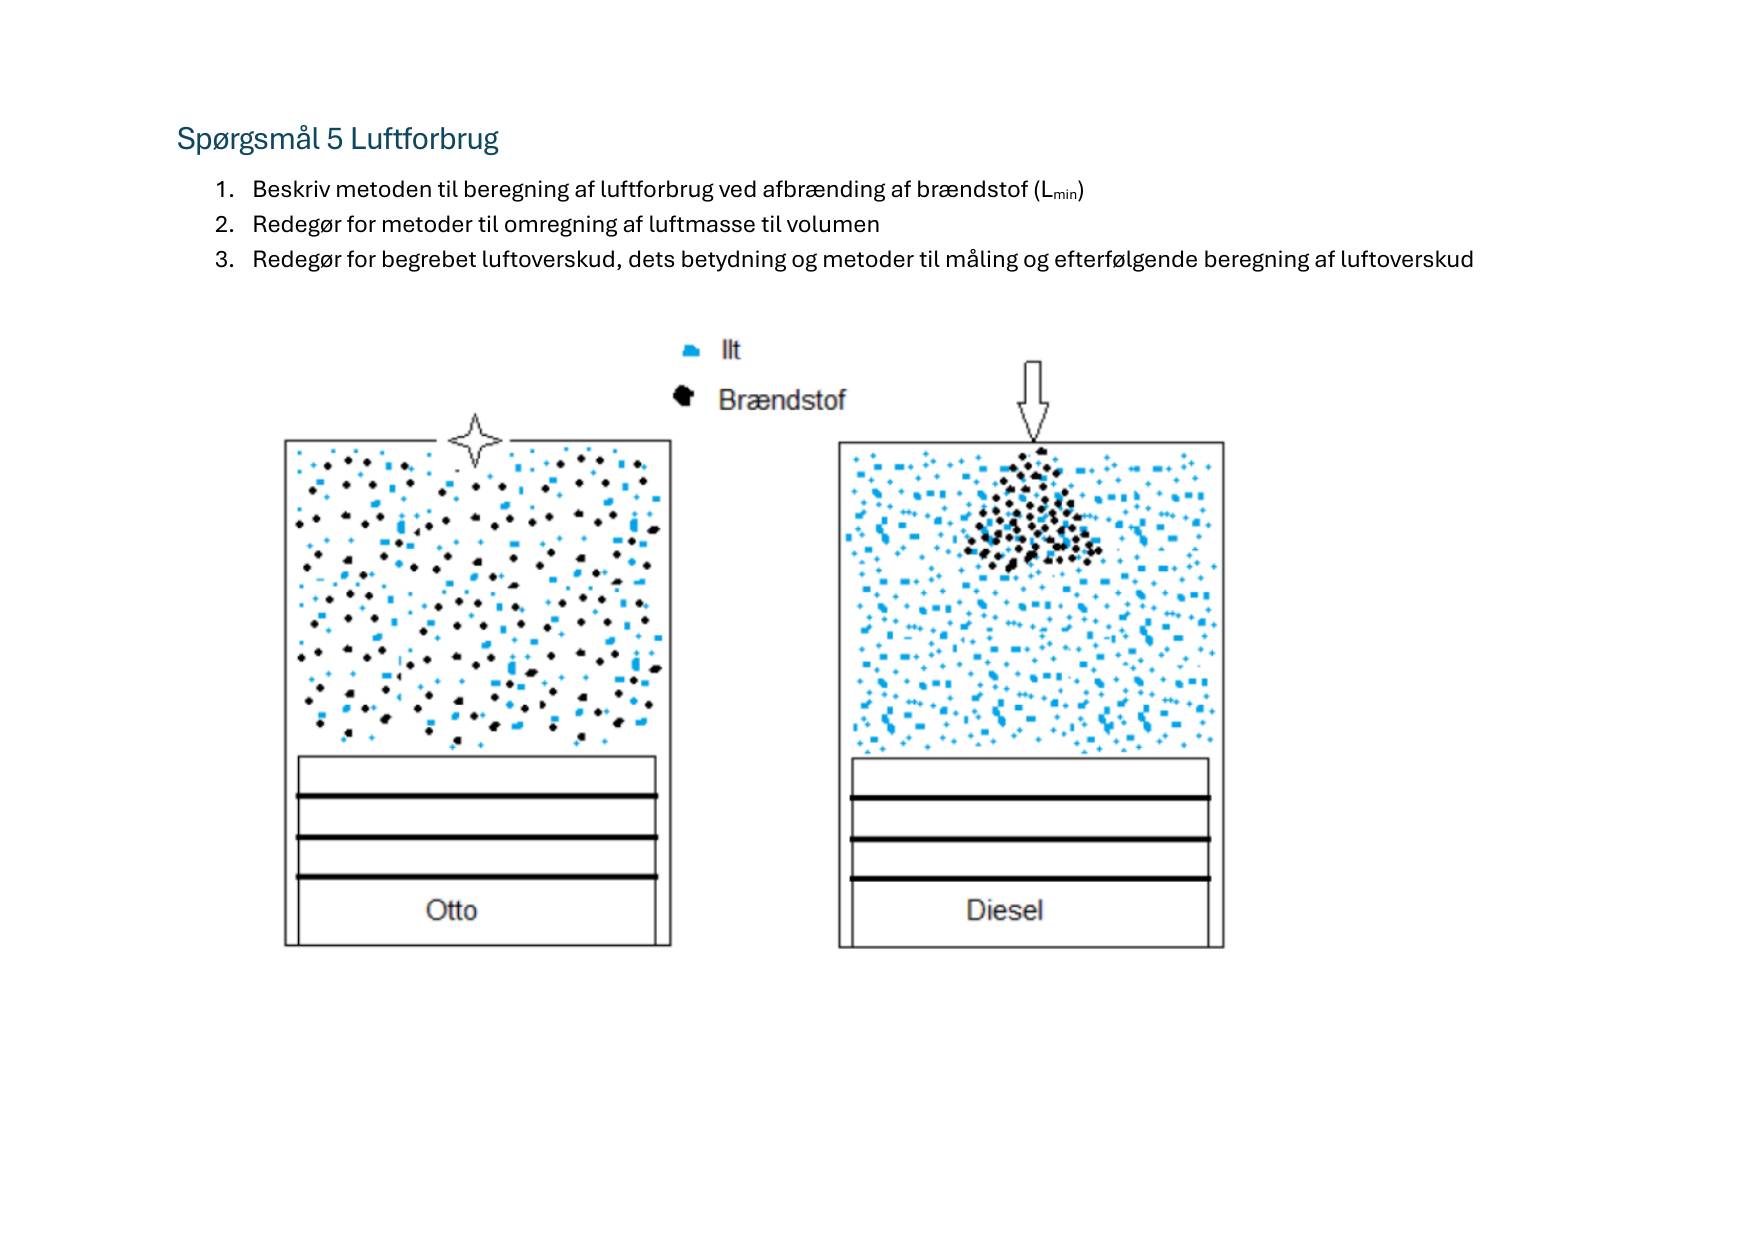 Spørgsmål 5 Luftforbrug
1. Beskriv metoden til beregning af luftforbrug ved afbrænding af brændstof (Lmin)
2. Redegør for metoder til omregning af luftmasse til volumen
3. Redegør for begrebet luftoverskud, dets betydning og metoder til måling og efterfølgende beregning af luftoverskud
Ilt
Brændstof
Otto
Diesel